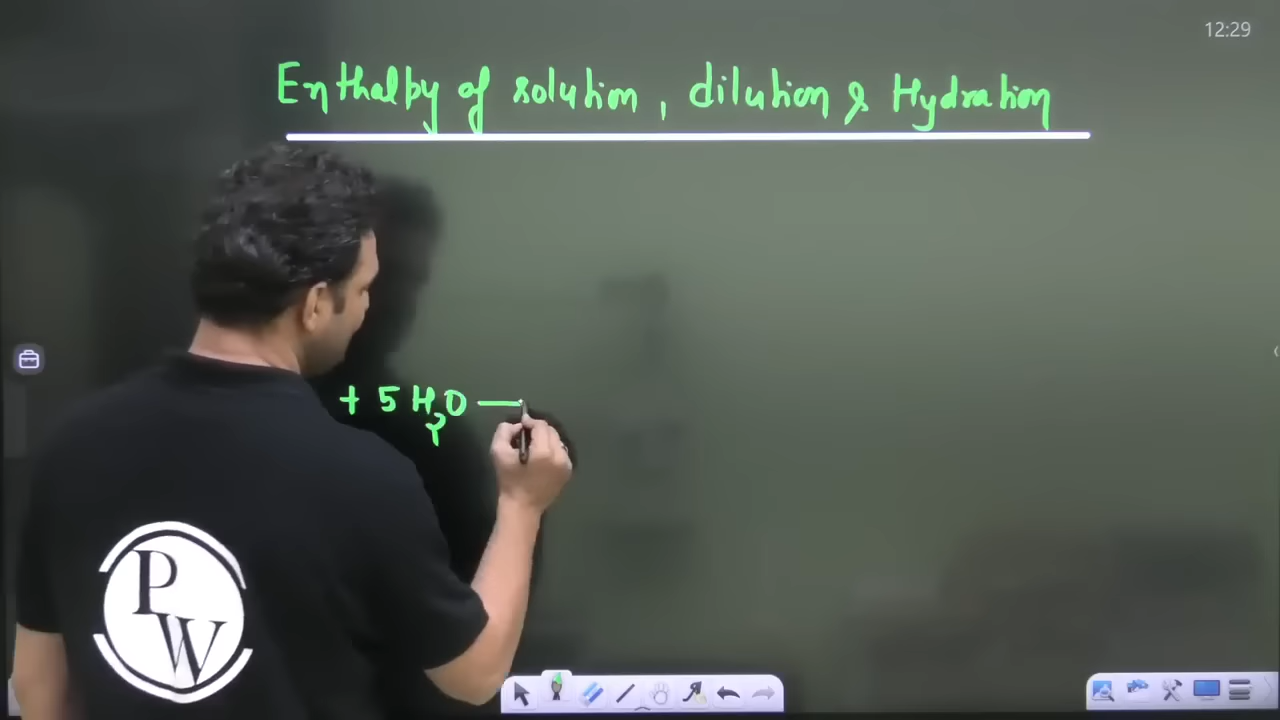 12:29
Enthalpy of solution, dilution & Hydration
+ 5 H₂O —
P
W